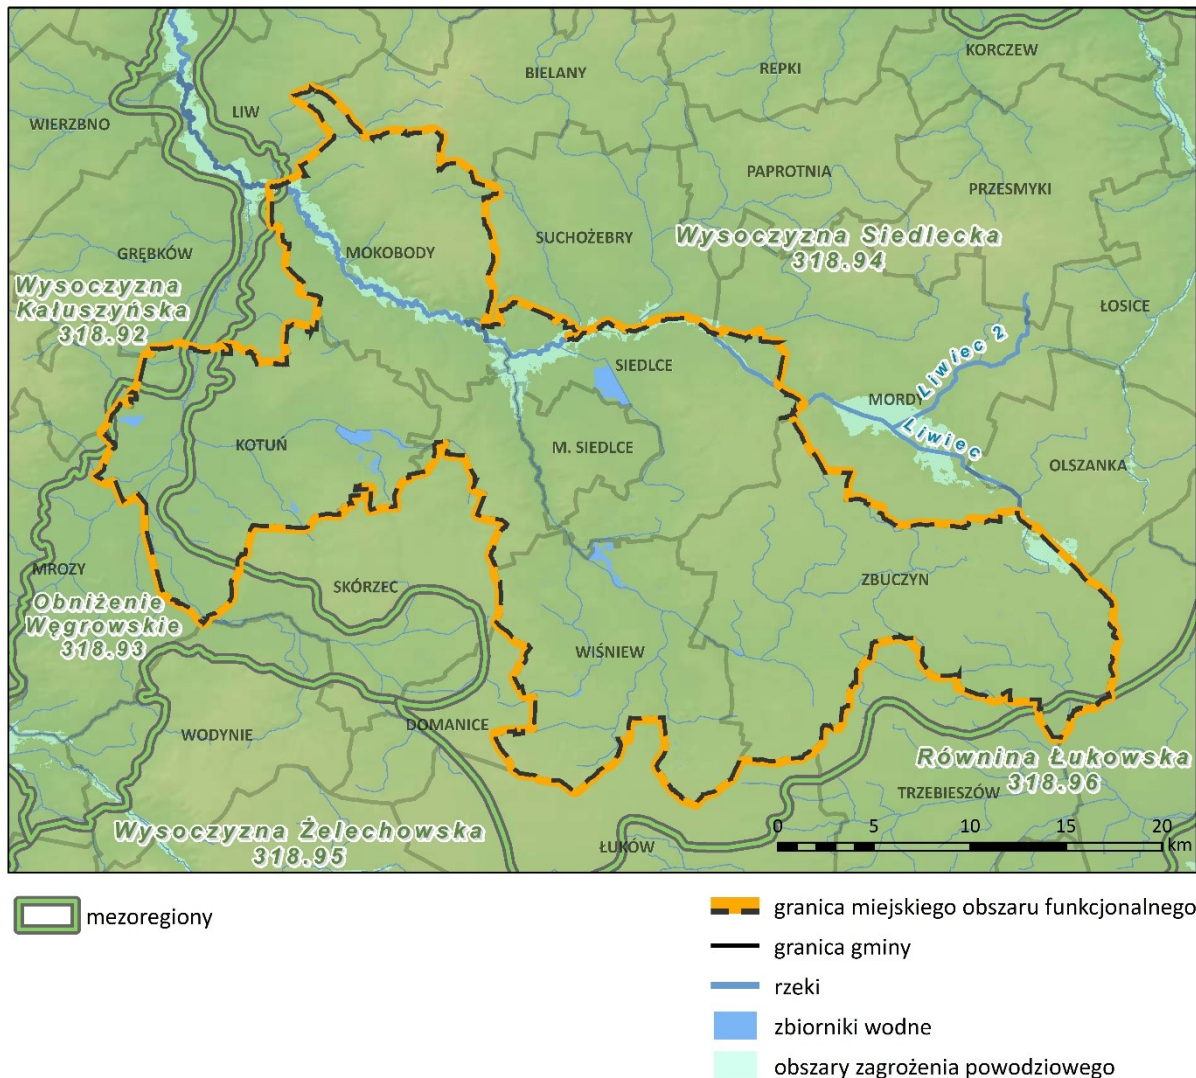 KORCZEW
BIELANY
REPKI
LIW
WIERZBNO
PAPROTNIA
PRZESMYKI
SUCHOŻEBRY
Wysoczyzna Siedlecka
318.94
GRĘBKÓW
MOKOBODY
Wysoczyzna
Kałuszyńska
318.92
ŁOSICE
SIEDLCE
Liwiec 2
MORDY
Liwiec
KOTUŃ
M. SIEDLCE
OLSZANKA
MROZY
SKÓRZEC
ZBUCZYN
Obniżenie
Węgrowskie
318.93
WIŚNIEW
WODYNIE
DOMANICE
Równina Łukowska
318.96
TRZEBIESZÓW
Wysoczyzna Żelechowska
318.95
ŁUKÓW
0 5 10 15 20
km
mezoregiony
granica miejskiego obszaru funkcjonalnego
granica gminy
rzeki
zbiorniki wodne
obszary zagrożenia powodziowego